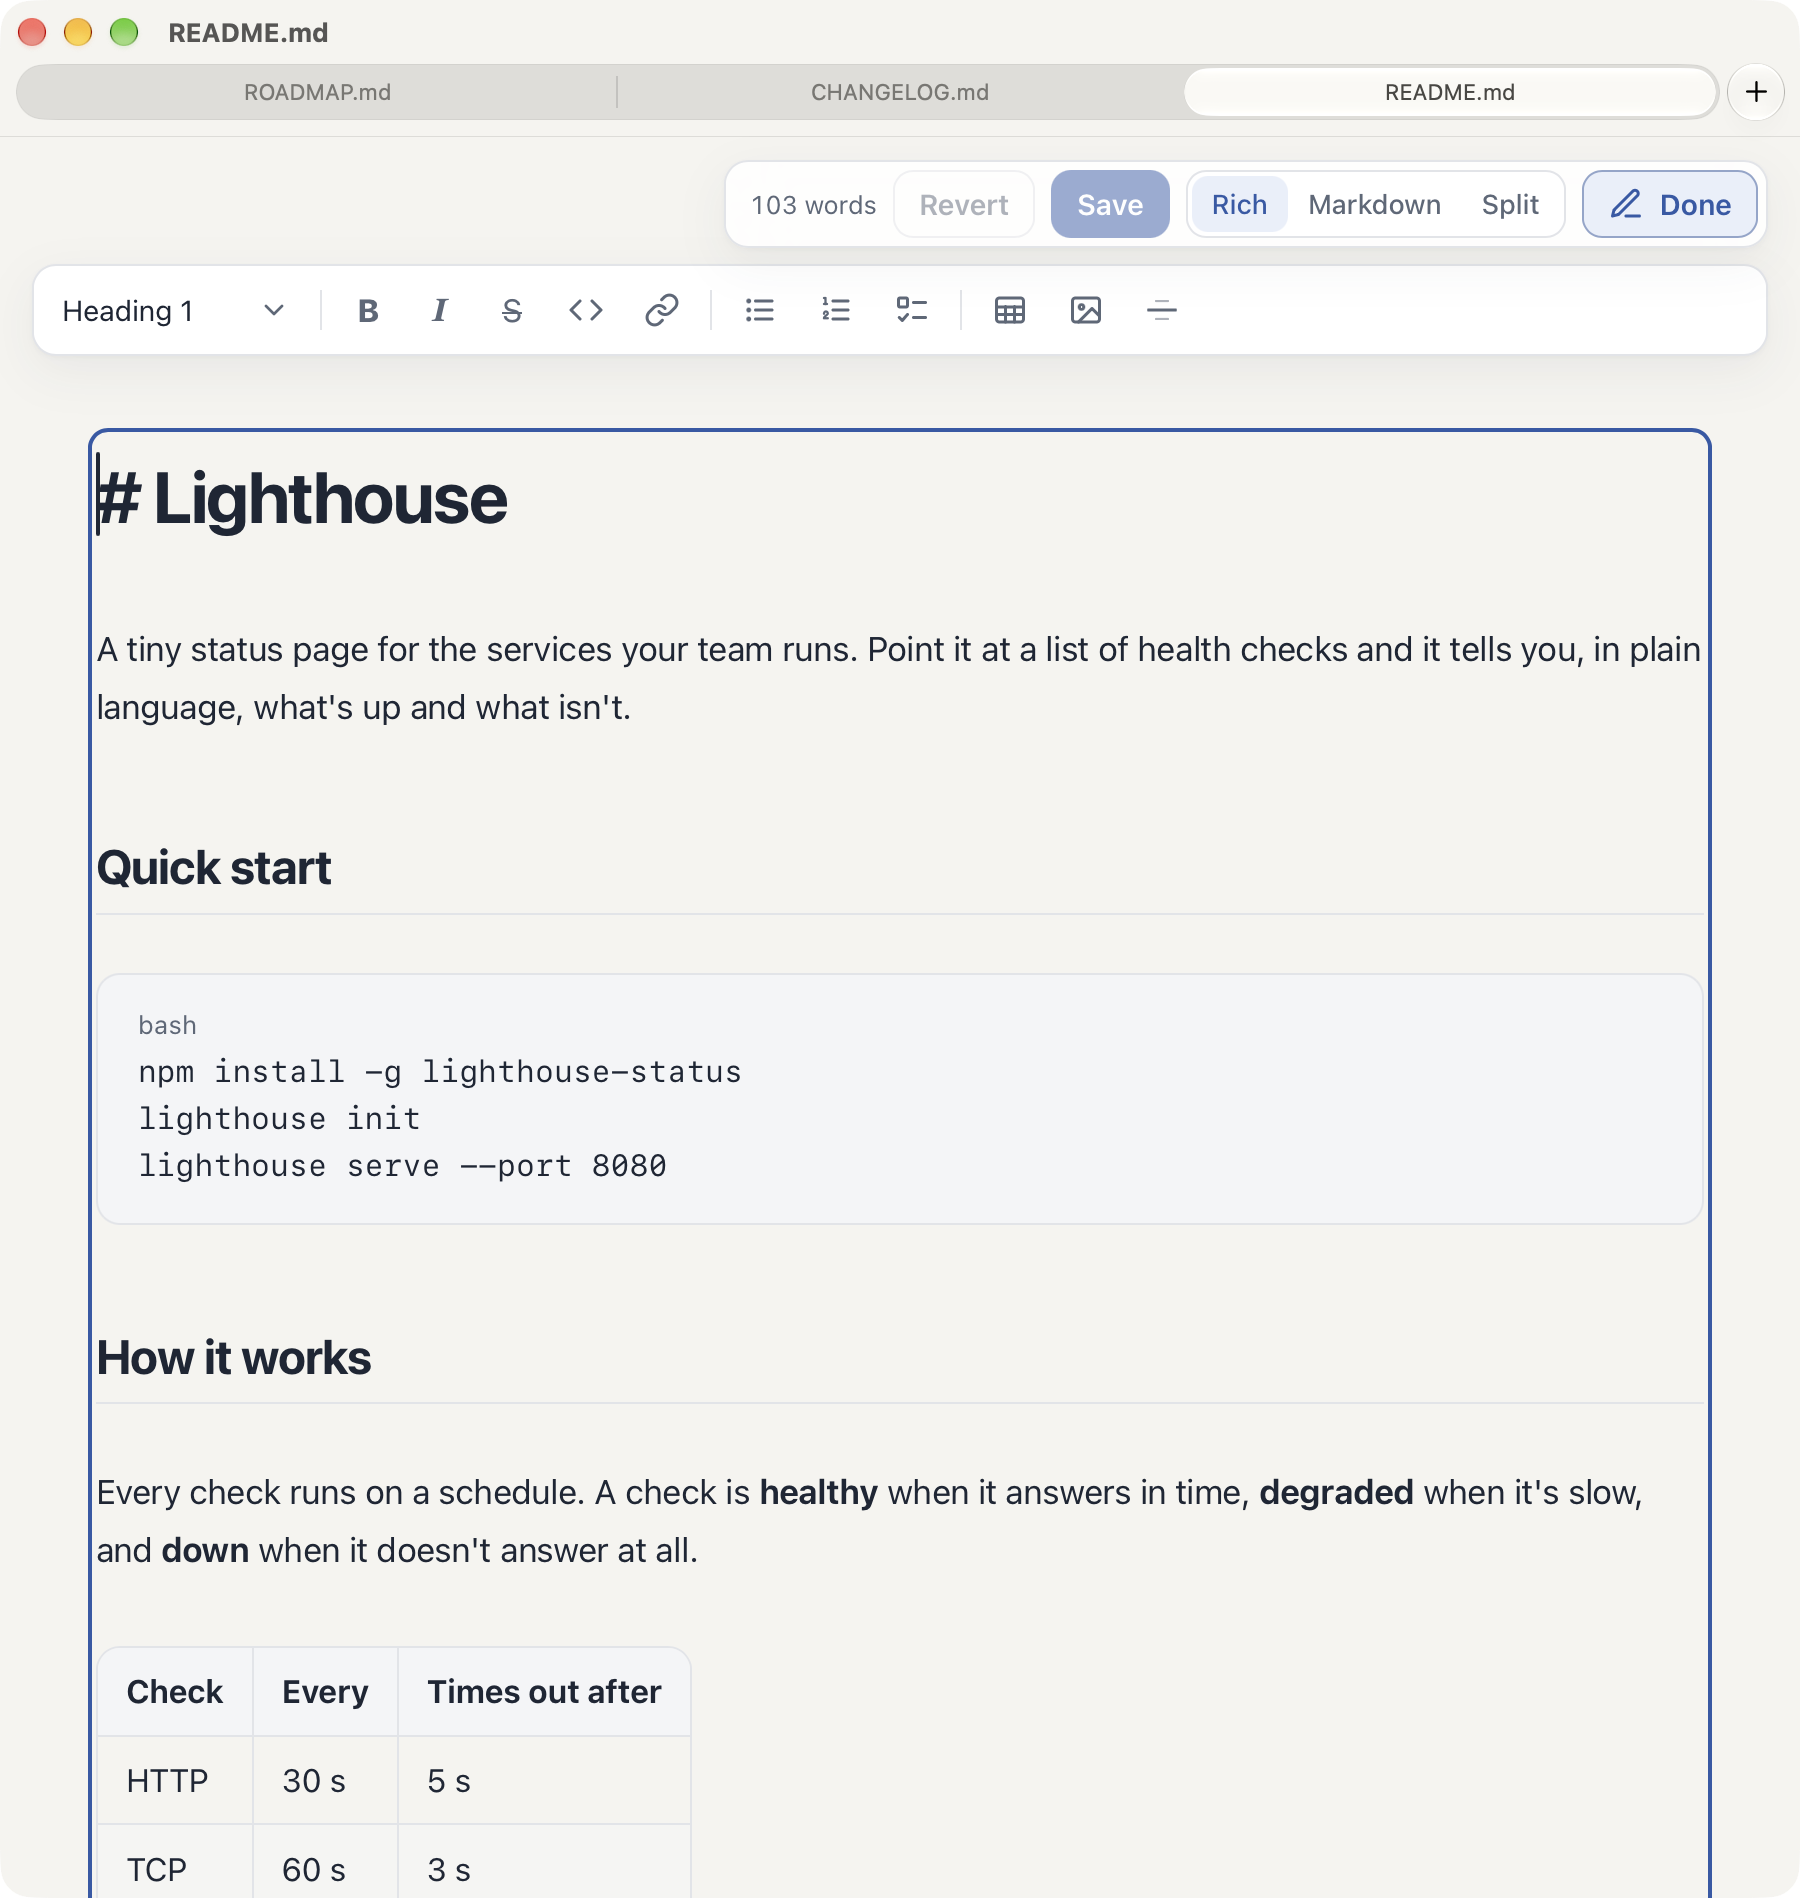 README.md
ROADMAP.md
CHANGELOG.md
README.md
103 words
Revert
Save
Rich
Markdown
Split
Done
Heading 1
# Lighthouse
A tiny status page for the services your team runs. Point it at a list of health checks and it tells you, in plain
language, what's up and what isn't.
Quick start
bash
npm install -g lighthouse-status
lighthouse init
lighthouse serve --port 8080
How it works
Every check runs on a schedule. A check is healthy when it answers in time, degraded when it's slow,
and down when it doesn't answer at all.
Check Every Times out after
HTTP 30 s 5 s
TCP 60 s 3 s